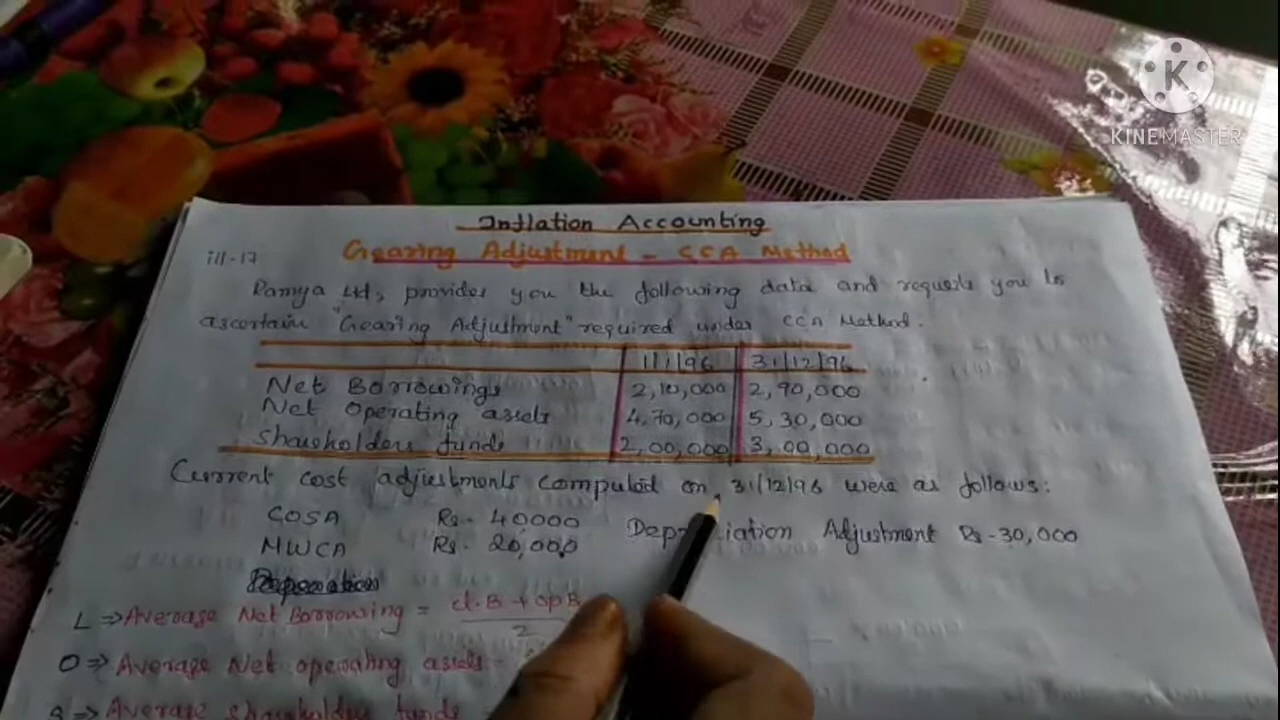 K
KINEMASTER
Inflation Accounting
ill-17 Gearing Adjustment - CCA Method
Ramya Ltd, provides you the following data and requests you to
ascertain "Gearing Adjustment" required under CCA Method.
1/1/96 31/12/96
Net Borrowings 2,10,000 2,90,000
Net Operating assets 4,70,000 5,30,000
Shareholders funds 2,00,000 3,00,000
Current cost adjustments computed on 31/12/96 were as follows:
COSA Rs. 40000 Depreciation Adjustment Rs-30,000
MWCA Rs. 20,000
L => Average Net Borrowing = cl.B + op B
2
O => Average Net operating assets =
S => Average shareholder funds